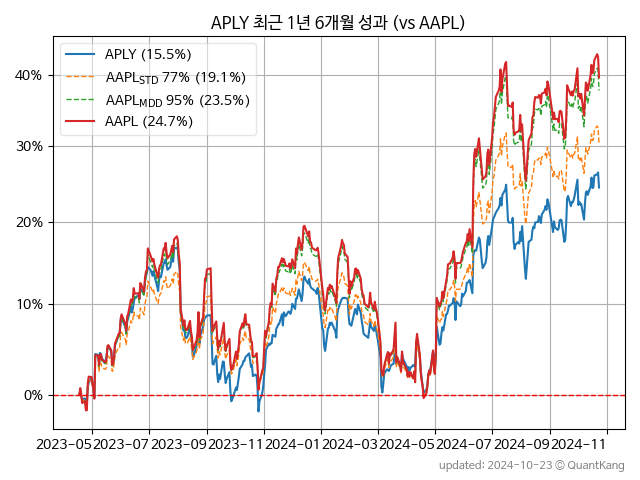 APLY 최근 1년 6개월 성과 (vs AAPL)
APLY (15.5%)
AAPL_STD 77% (19.1%)
AAPL_MDD 95% (23.5%)
AAPL (24.7%)
40%
30%
20%
10%
0%
2023-05 2023-07 2023-09 2023-11 2024-01 2024-03 2024-05 2024-07 2024-09 2024-11
updated: 2024-10-23 © QuantKang